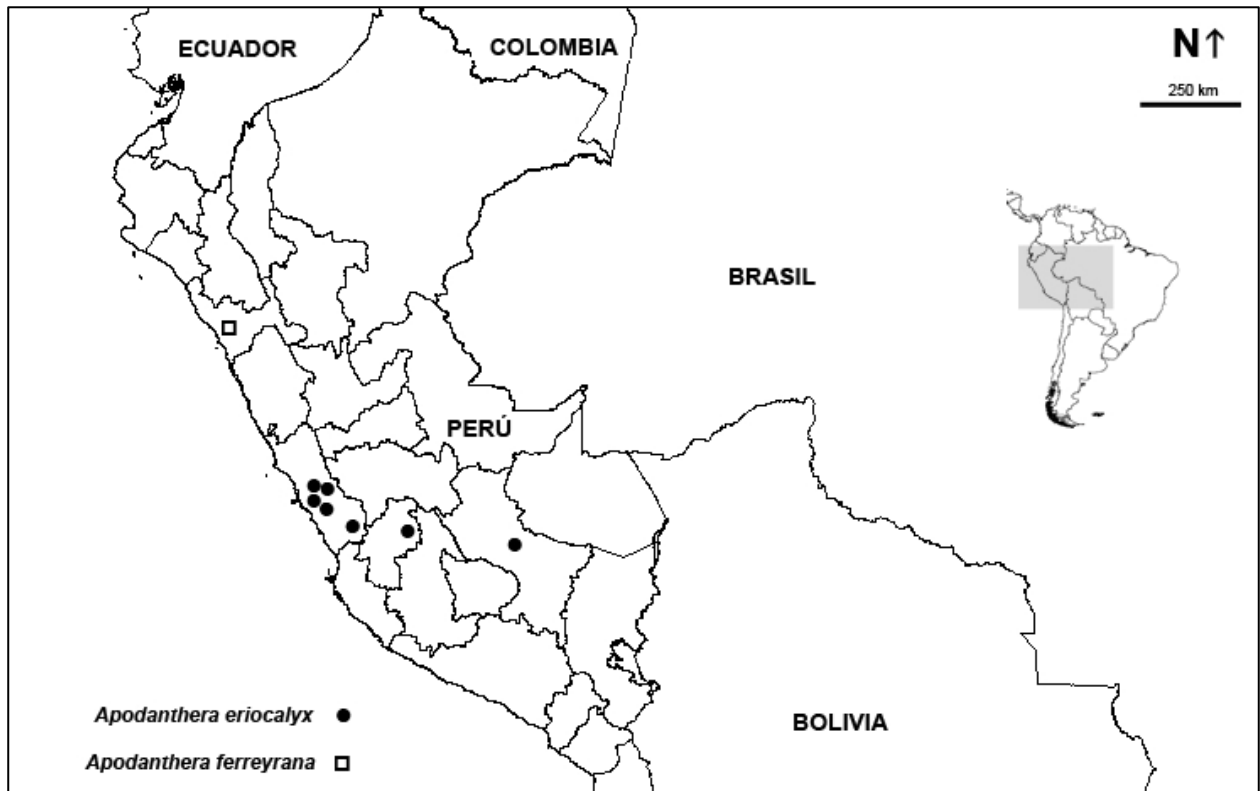 ECUADOR
COLOMBIA
N↑
250 km
BRASIL
PERÚ
BOLIVIA
Apodanthera eriocalyx
Apodanthera ferreyrana